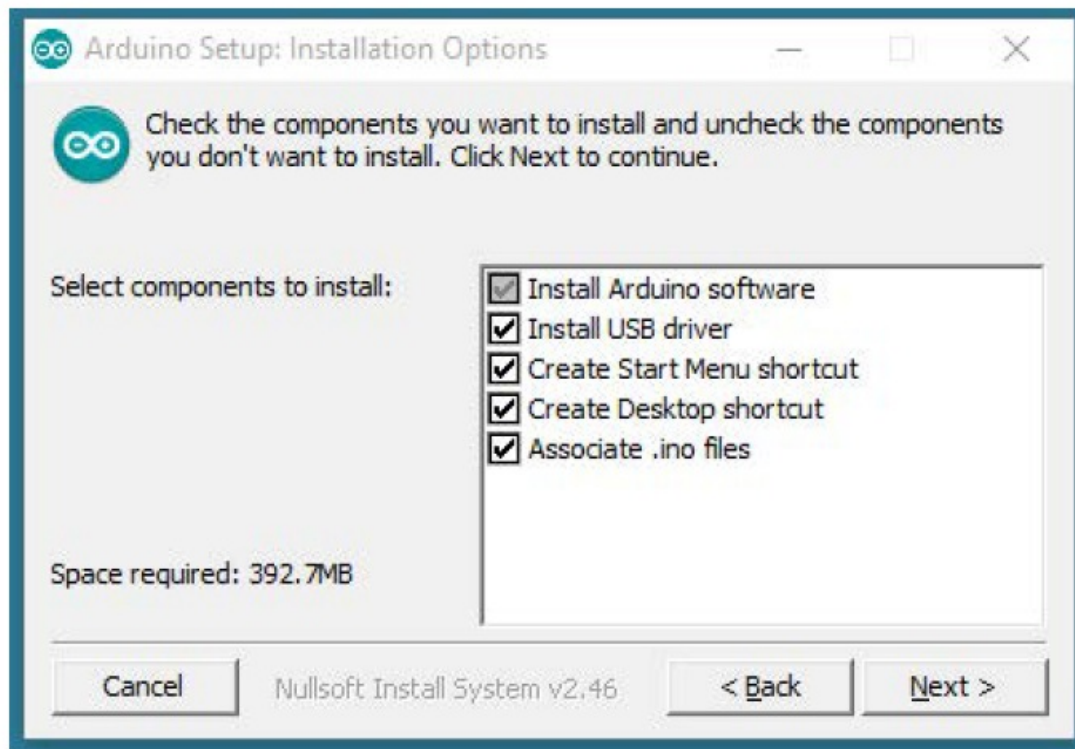 Arduino Setup: Installation Options
Check the components you want to install and uncheck the components
you don't want to install. Click Next to continue.
Select components to install:
Install Arduino software
Install USB driver
Create Start Menu shortcut
Create Desktop shortcut
Associate .ino files
Space required: 392.7MB
Cancel
Nullsoft Install System v2.46
< Back
Next >